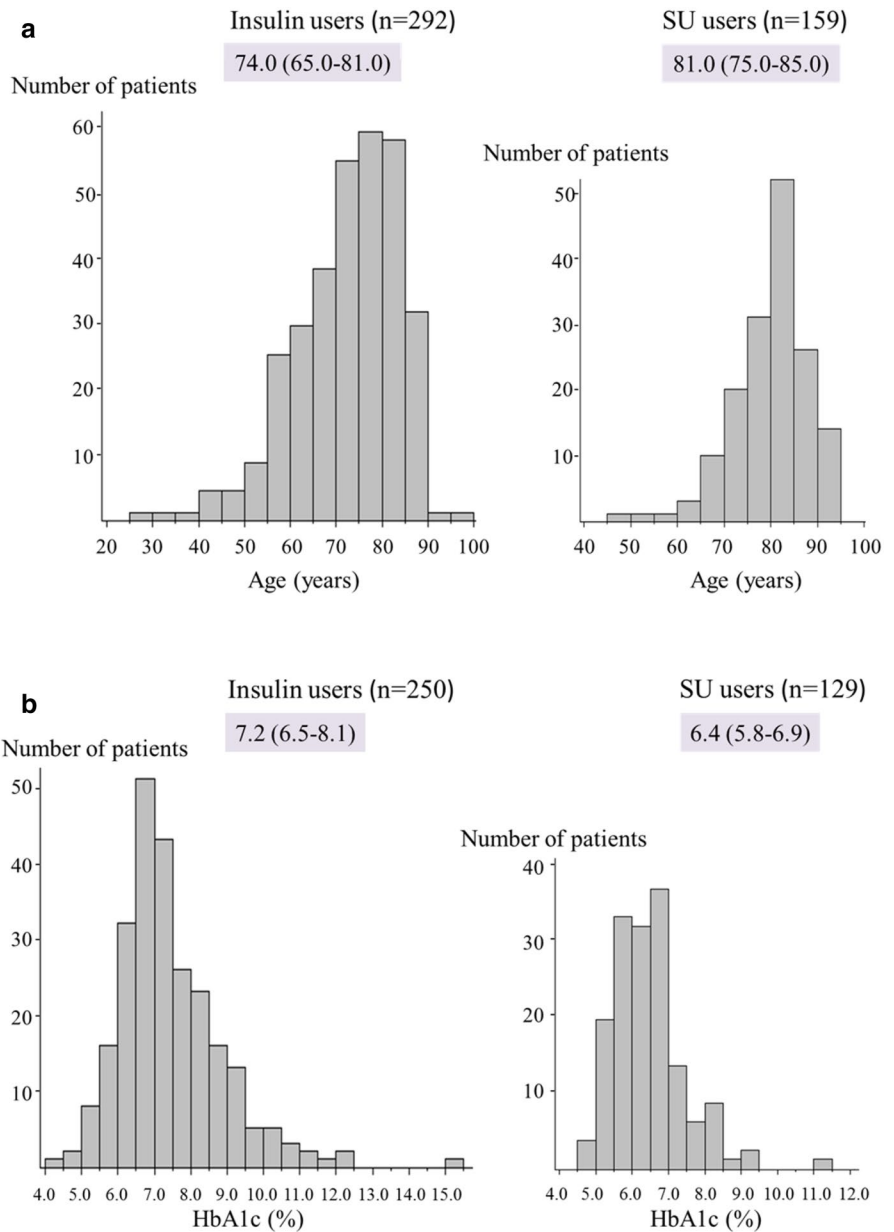 a
Insulin users (n=292)
74.0 (65.0-81.0)
Number of patients
60
50
40
30
20
10
20 30 40 50 60 70 80 90 100
Age (years)
SU users (n=159)
81.0 (75.0-85.0)
Number of patients
50
40
30
20
10
40 50 60 70 80 90 100
Age (years)
b
Insulin users (n=250)
7.2 (6.5-8.1)
Number of patients
50
40
30
20
10
4.0 5.0 6.0 7.0 8.0 9.0 10.0 11.0 12.0 13.0 14.0 15.0
HbA1c (%)
SU users (n=129)
6.4 (5.8-6.9)
Number of patients
40
30
20
10
4.0 5.0 6.0 7.0 8.0 9.0 10.0 11.0 12.0
HbA1c (%)